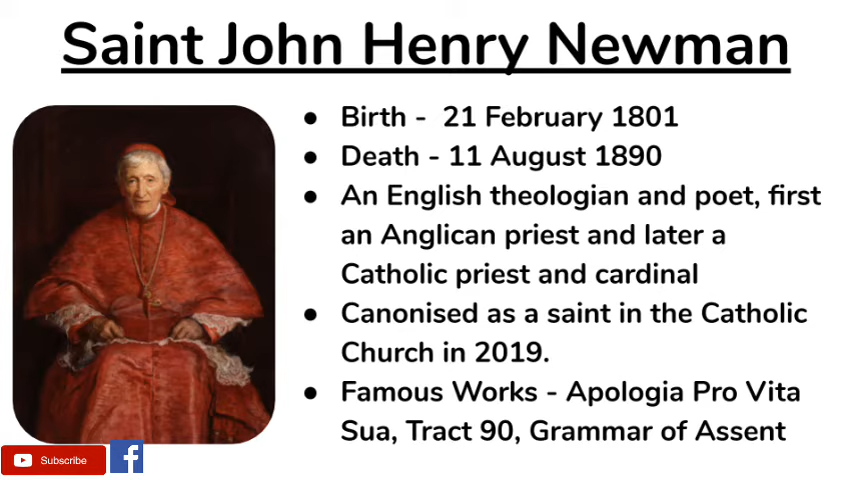 Saint John Henry Newman
● Birth - 21 February 1801
● Death - 11 August 1890
● An English theologian and poet, first
an Anglican priest and later a
Catholic priest and cardinal
● Canonised as a saint in the Catholic
Church in 2019.
● Famous Works - Apologia Pro Vita
Sua, Tract 90, Grammar of Assent
Subscribe
f